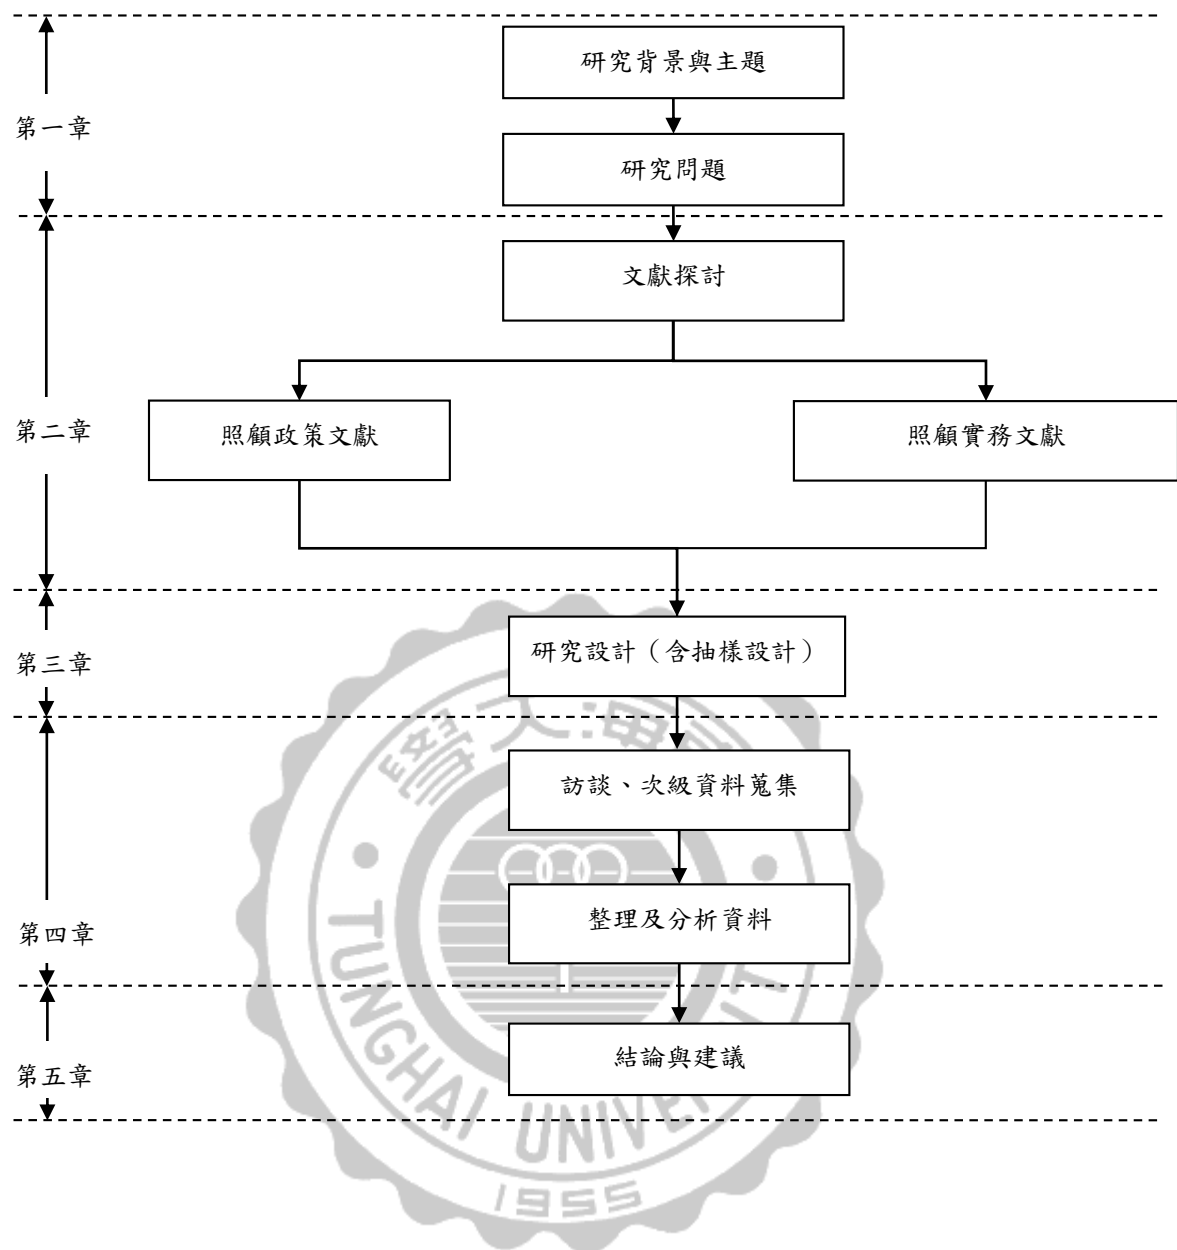 研究背景與主題
第一章
研究問題
文獻探討
第二章
照顧政策文獻
照顧實務文獻
研究設計（含抽樣設計）
第三章
訪談、次級資料蒐集
整理及分析資料
第四章
結論與建議
第五章
TUNGHAI UNIVERSIT
1955